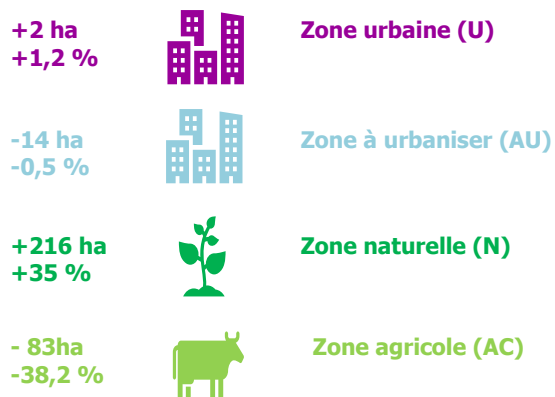 +2 ha
+1,2 %
Zone urbaine (U)
-14 ha
-0,5 %
Zone à urbaniser (AU)
+216 ha
+35 %
Zone naturelle (N)
- 83ha
-38,2 %
Zone agricole (AC)